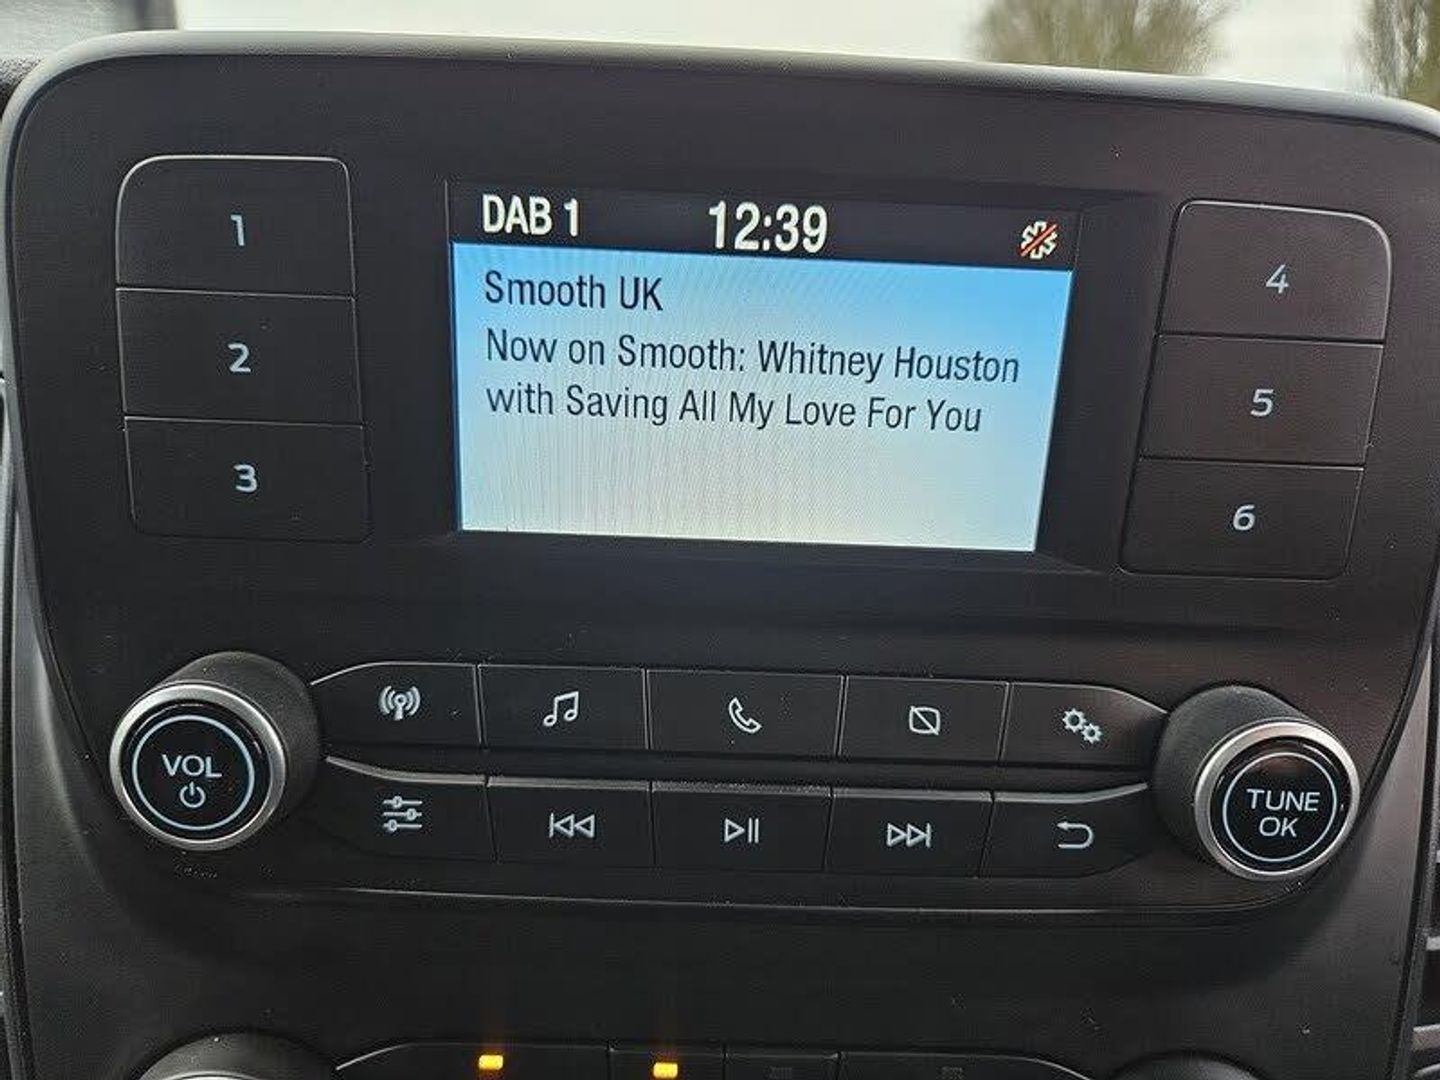 DAB 1 12:39
Smooth UK
Now on Smooth: Whitney Houston
with Saving All My Love For You
1
2
3
4
5
6
VOL
TUNE
OK